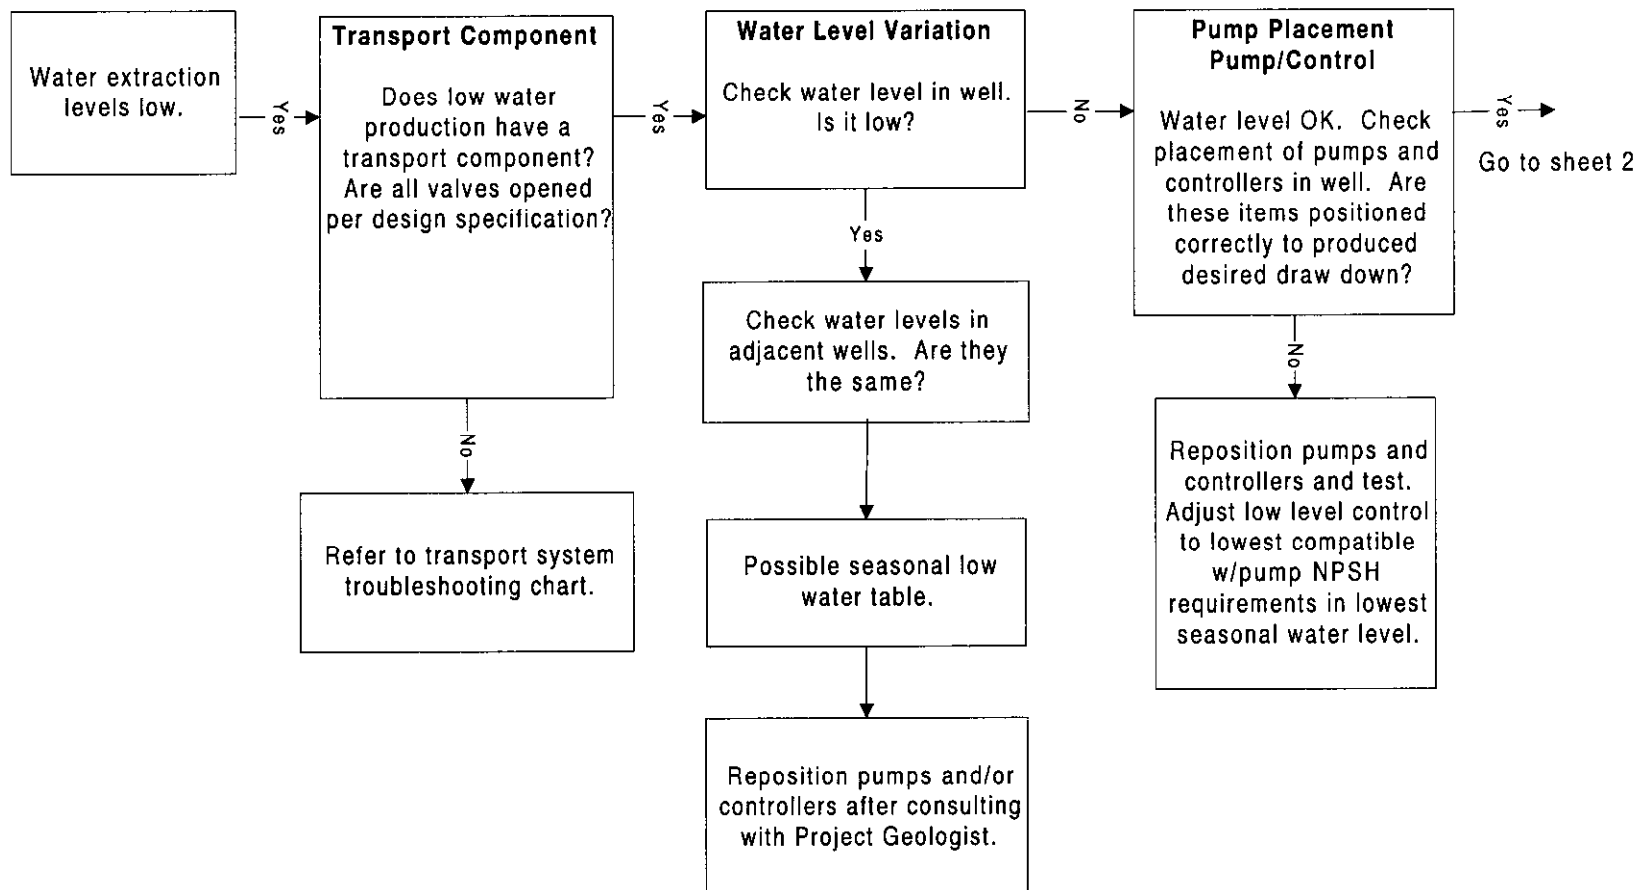 Water extraction
levels low.
Yes
Transport Component
Does low water
production have a
transport component?
Are all valves opened
per design specification?
Yes
No
Refer to transport system
troubleshooting chart.
Water Level Variation
Check water level in well.
Is it low?
No
Yes
Check water levels in
adjacent wells. Are they
the same?
Possible seasonal low
water table.
Reposition pumps and/or
controllers after consulting
with Project Geologist.
Pump Placement
Pump/Control
Water level OK. Check
placement of pumps and
controllers in well. Are
these items positioned
correctly to produced
desired draw down?
Yes
Go to sheet 2
No
Reposition pumps and
controllers and test.
Adjust low level control
to lowest compatible
w/pump NPSH
requirements in lowest
seasonal water level.